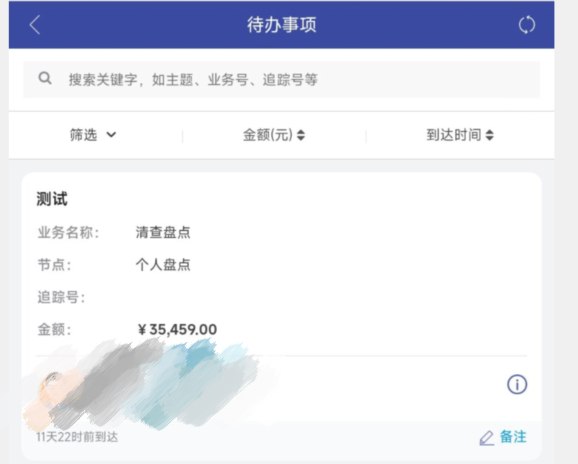 待办事项
搜索关键字，如主题、业务号、追踪号等
筛选 金额(元) 到达时间
测试
业务名称： 清查盘点
节点： 个人盘点
追踪号：
金额： ￥35,459.00
11天22时前到达 备注